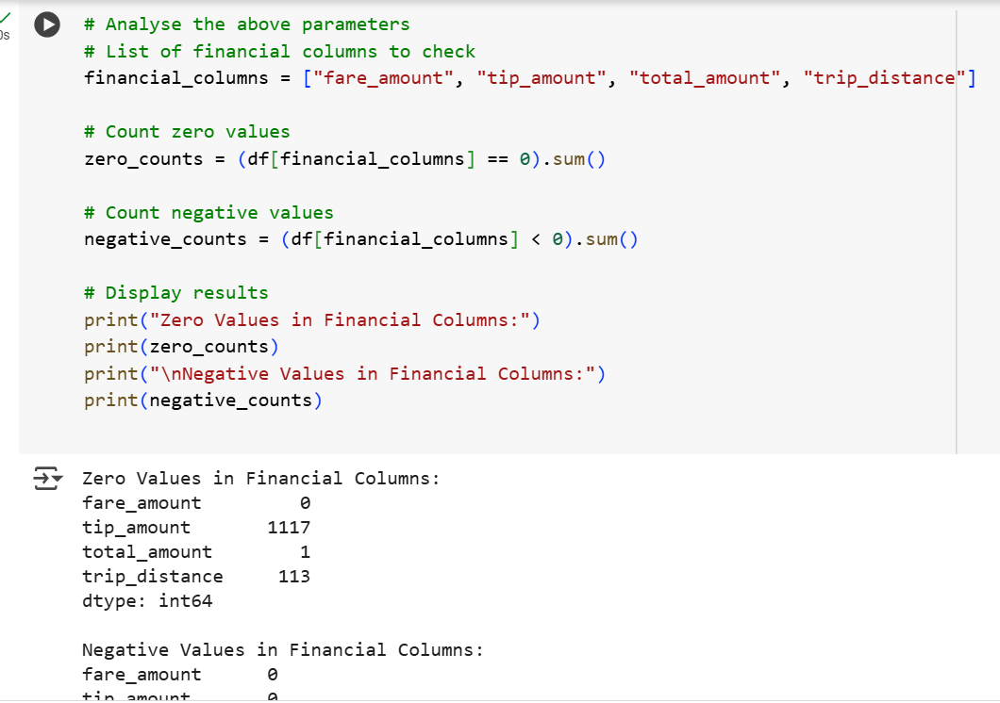 # Analyse the above parameters
0s
# List of financial columns to check
financial_columns = ["fare_amount", "tip_amount", "total_amount", "trip_distance"]
# Count zero values
zero_counts = (df[financial_columns] == 0).sum()
# Count negative values
negative_counts = (df[financial_columns] < 0).sum()
# Display results
print("Zero Values in Financial Columns:")
print(zero_counts)
print("\nNegative Values in Financial Columns:")
print(negative_counts)
Zero Values in Financial Columns:
fare_amount 0
tip_amount 1117
total_amount 1
trip_distance 113
dtype: int64
Negative Values in Financial Columns:
fare_amount 0
tip_amount 0